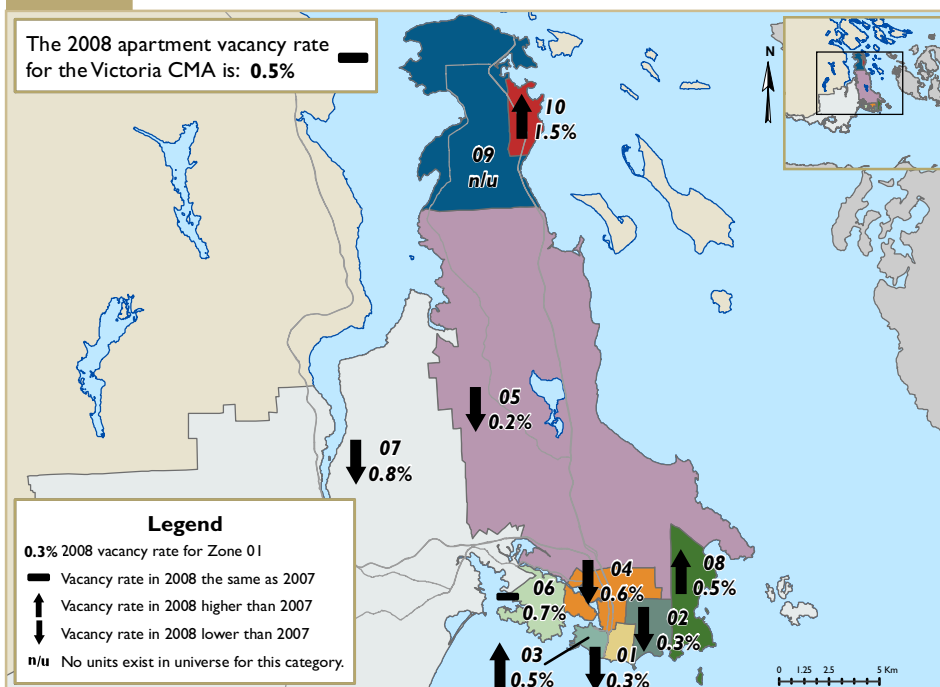 The 2008 apartment vacancy rate
for the Victoria CMA is: 0.5%
N
10
1.5%
09
n/u
05
0.2%
07
0.8%
04
0.6%
08
0.5%
06
0.7%
02
0.3%
03
0.5%
01
0.3%
Legend
0.3% 2008 vacancy rate for Zone 01
Vacancy rate in 2008 the same as 2007
Vacancy rate in 2008 higher than 2007
Vacancy rate in 2008 lower than 2007
n/u No units exist in universe for this category.
0 1.25 2.5 5 Km